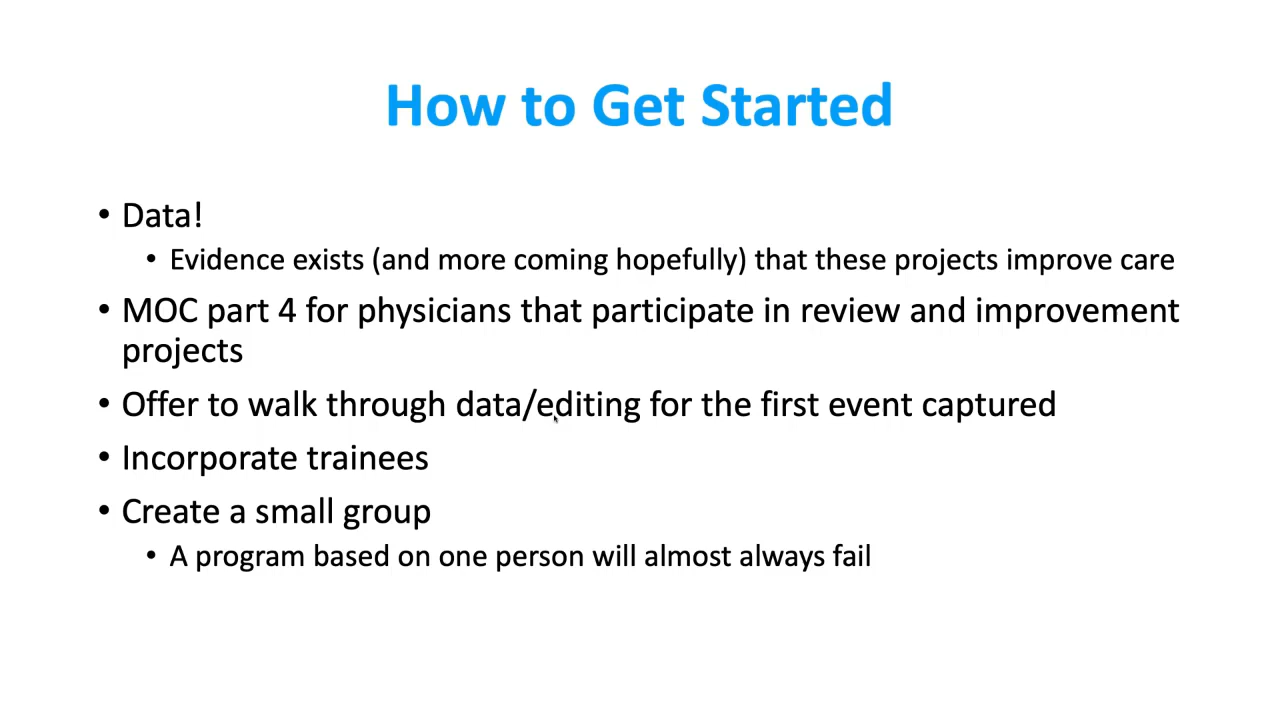 How to Get Started
• Data!
• Evidence exists (and more coming hopefully) that these projects improve care
• MOC part 4 for physicians that participate in review and improvement
projects
• Offer to walk through data/editing for the first event captured
• Incorporate trainees
• Create a small group
• A program based on one person will almost always fail